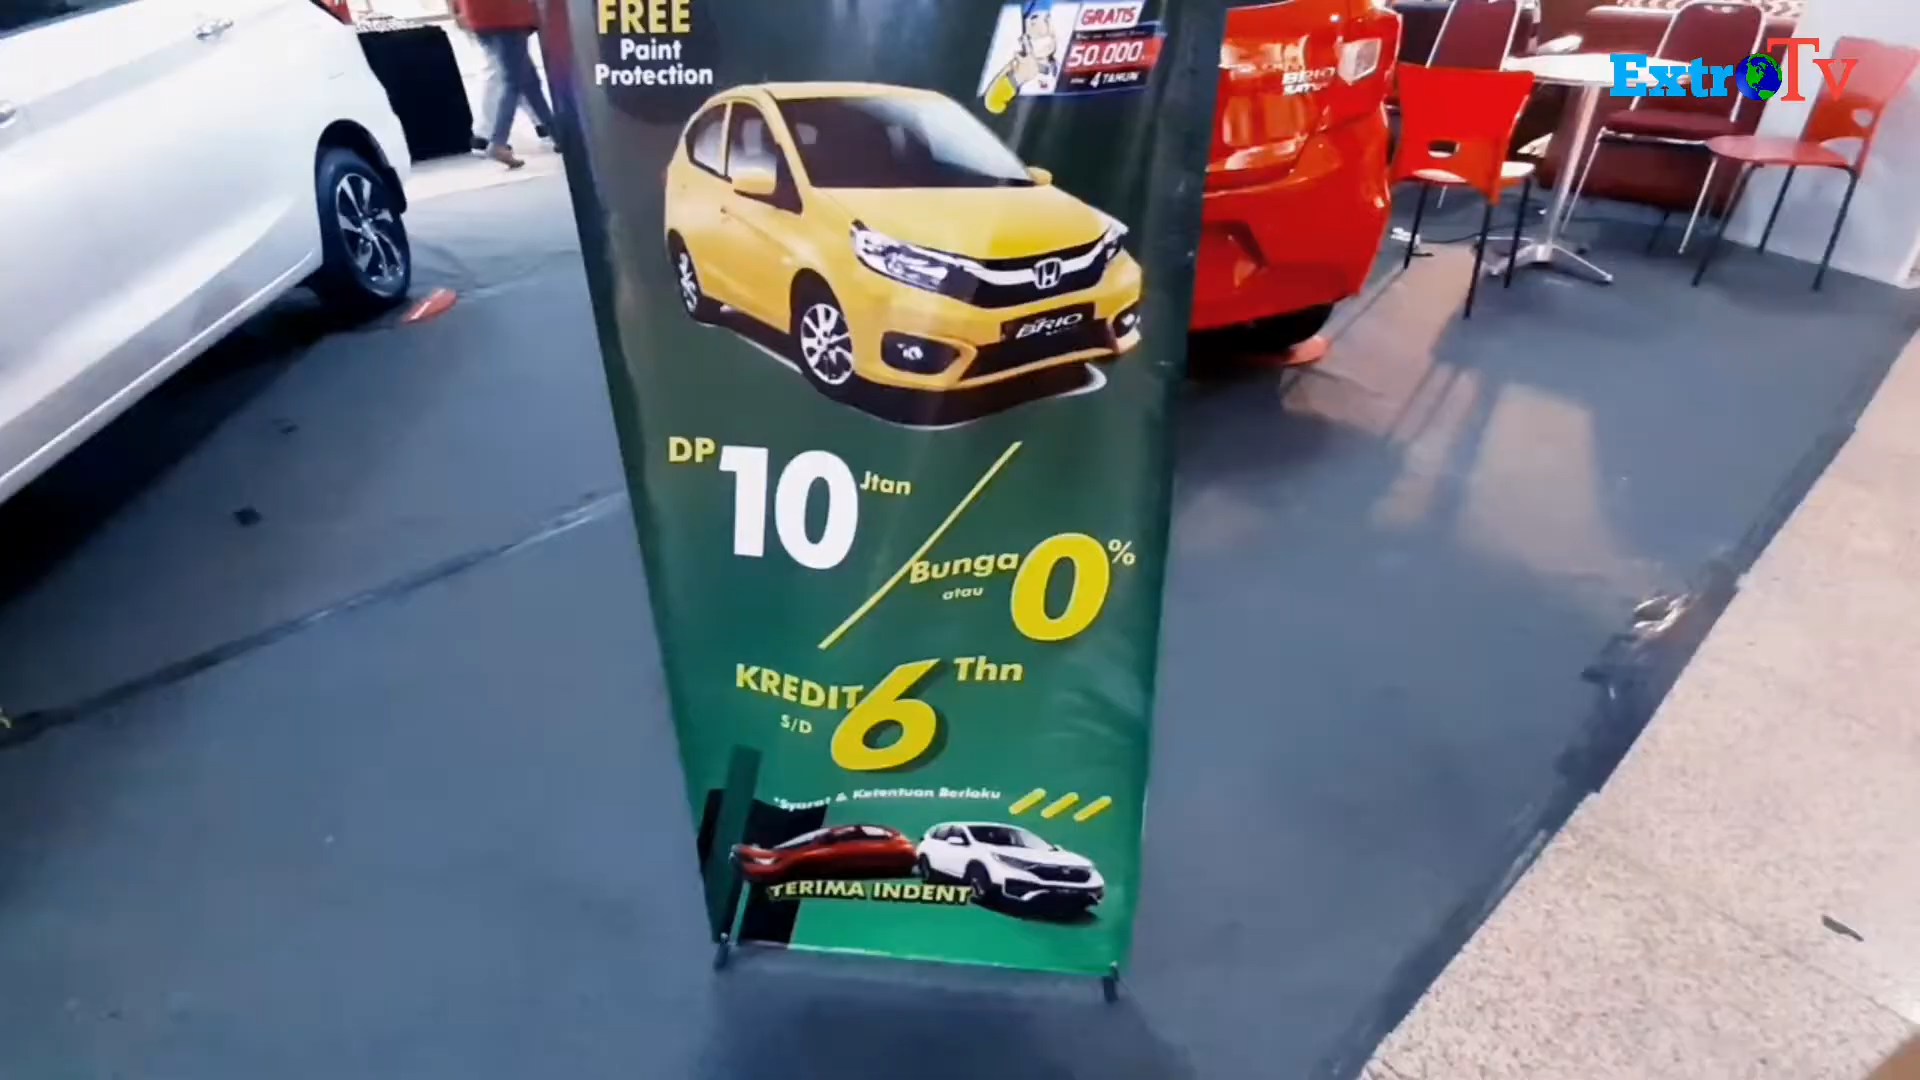 FREE
Paint
Protection
GRATIS
50.000
4 TAHUN
ExtroTv
BRIO
BRIO
DP 10 Jtan
Bunga 0%
atau
KREDIT 6 Thn
S/D
*Syarat & Ketentuan Berlaku
TERIMA INDENT